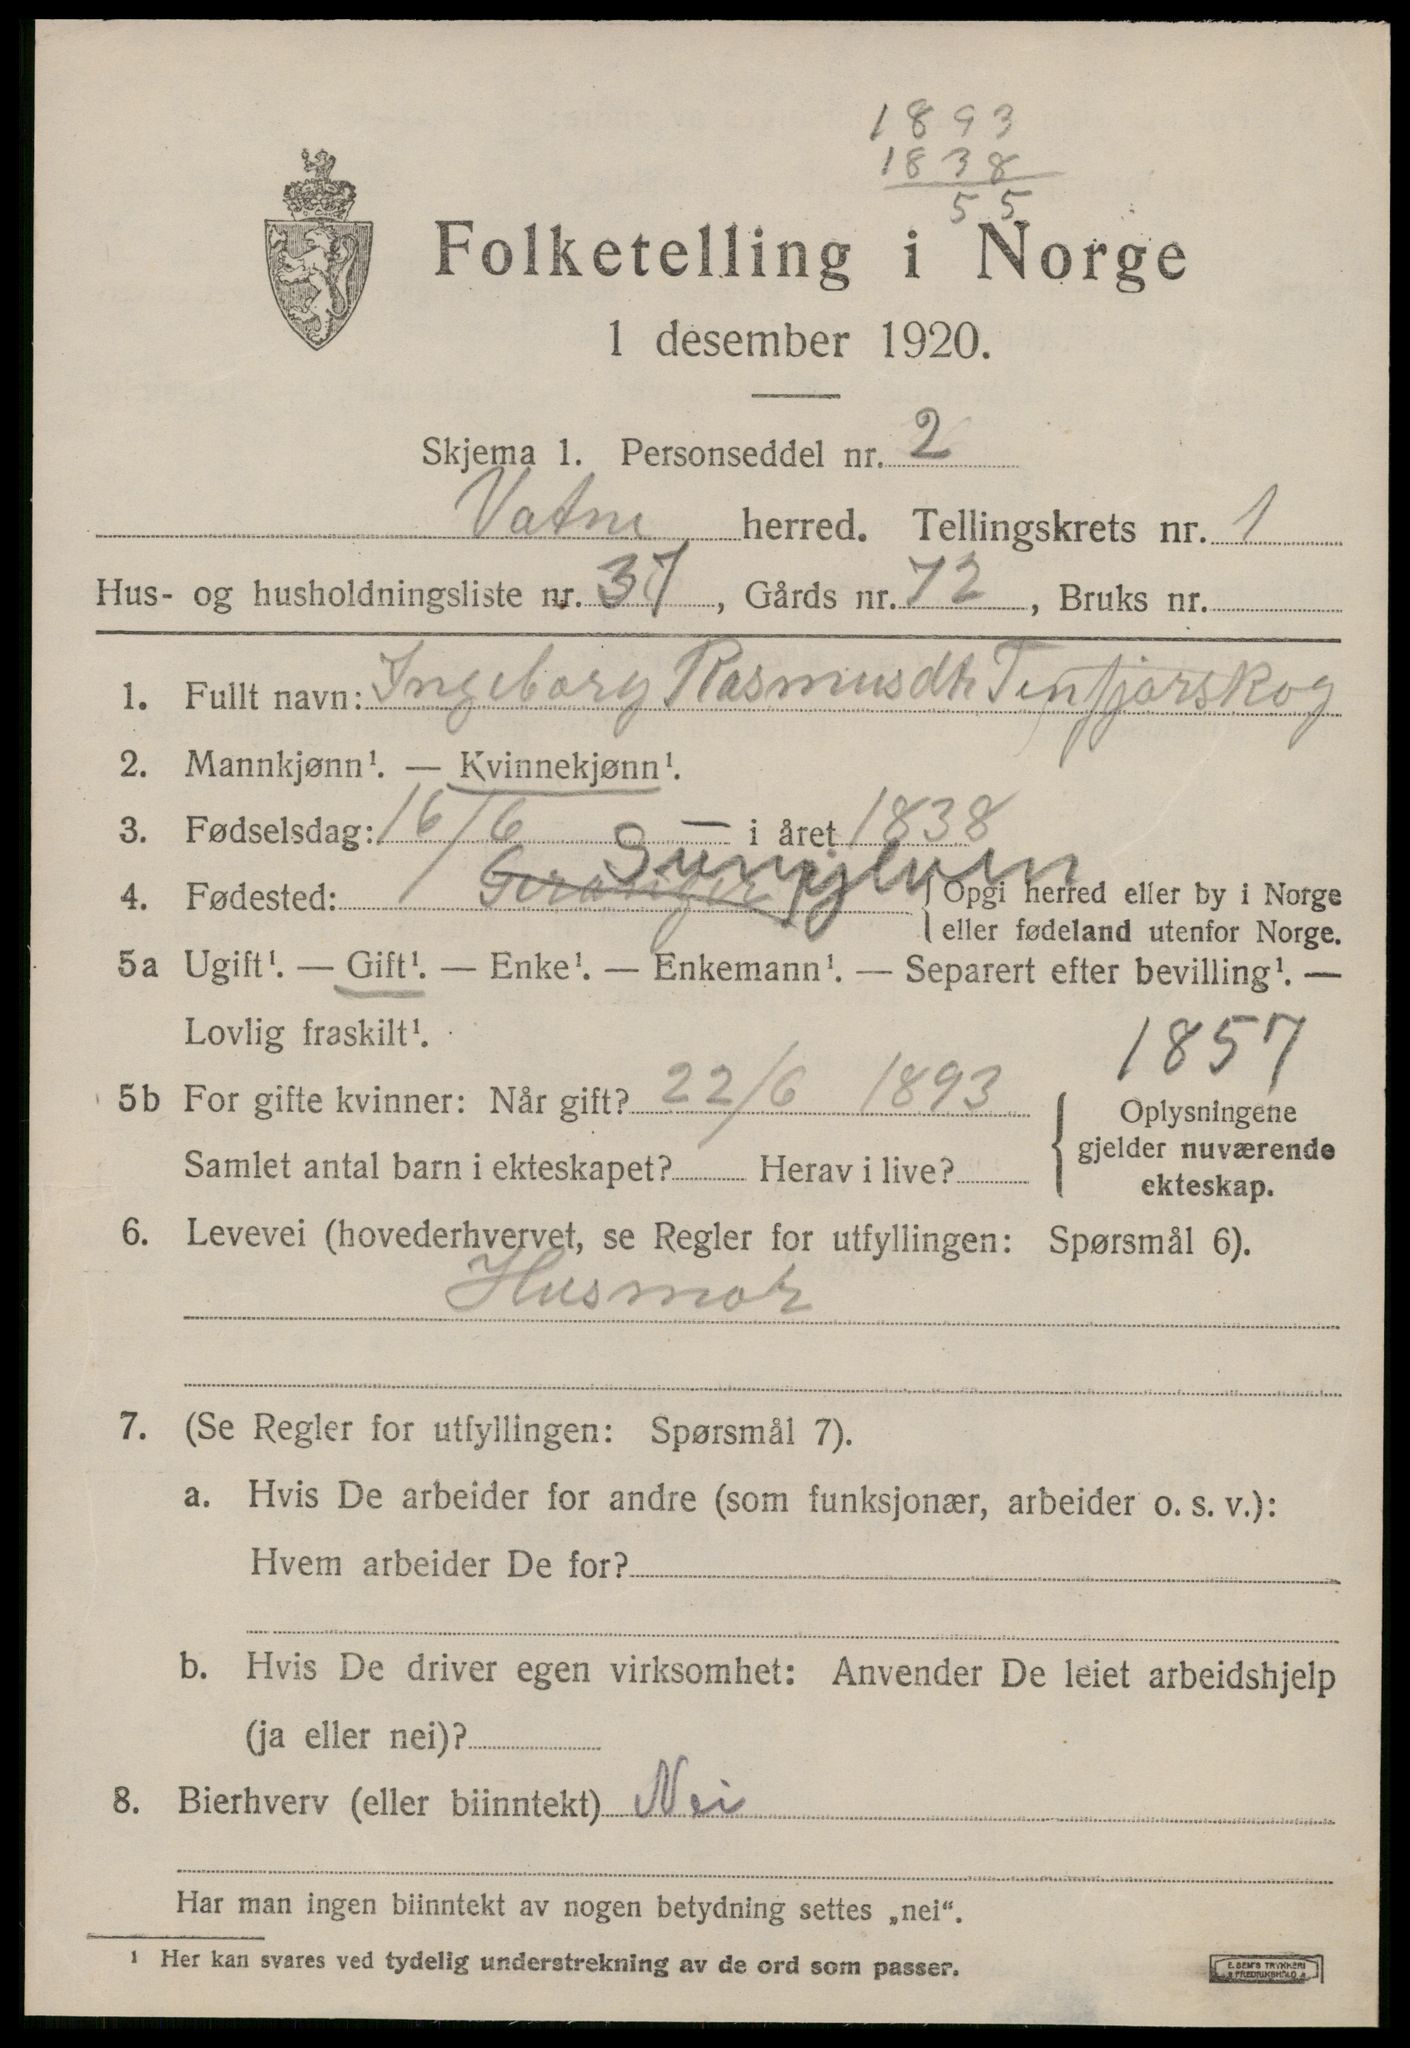 1893
1838
55
Folketelling i Norge
1 desember 1920.
Skjema 1. Personseddel nr. 2
Vatne herred. Tellingskrets nr. 1
Hus- og husholdningsliste nr. 37, Gårds nr. 72, Bruks nr.
1. Fullt navn: Ingeborg Rasmusdtr Tenfjorskog
2. Mannkjønn¹. — Kvinnekjønn¹.
3. Fødselsdag: 16/6 — i året 1838
Sunnylven
4. Fødested: Geranger { Opgi herred eller by i Norge
eller fødeland utenfor Norge.
5a Ugift¹. — Gift¹. — Enke¹. — Enkemann¹. — Separert efter bevilling¹. —
Lovlig fraskilt¹.
1857
5b For gifte kvinner: Når gift? 22/6 1893
Samlet antal barn i ekteskapet? Herav i live?
{ Oplysningene
gjelder nuværende
ekteskap.
6. Levevei (hovederhvervet, se Regler for utfyllingen: Spørsmål 6).
Husmor
7. (Se Regler for utfyllingen: Spørsmål 7).
a. Hvis De arbeider for andre (som funksjonær, arbeider o. s. v.):
Hvem arbeider De for?
b. Hvis De driver egen virksomhet: Anvender De leiet arbeidshjelp
(ja eller nei)?
8. Bierhverv (eller biinntekt) Nei
Har man ingen biinntekt av nogen betydning settes „nei“.
¹ Her kan svares ved tydelig understrekning av de ord som passer.
E. SEM'S TRYKKERI
FREDRIKSHALD